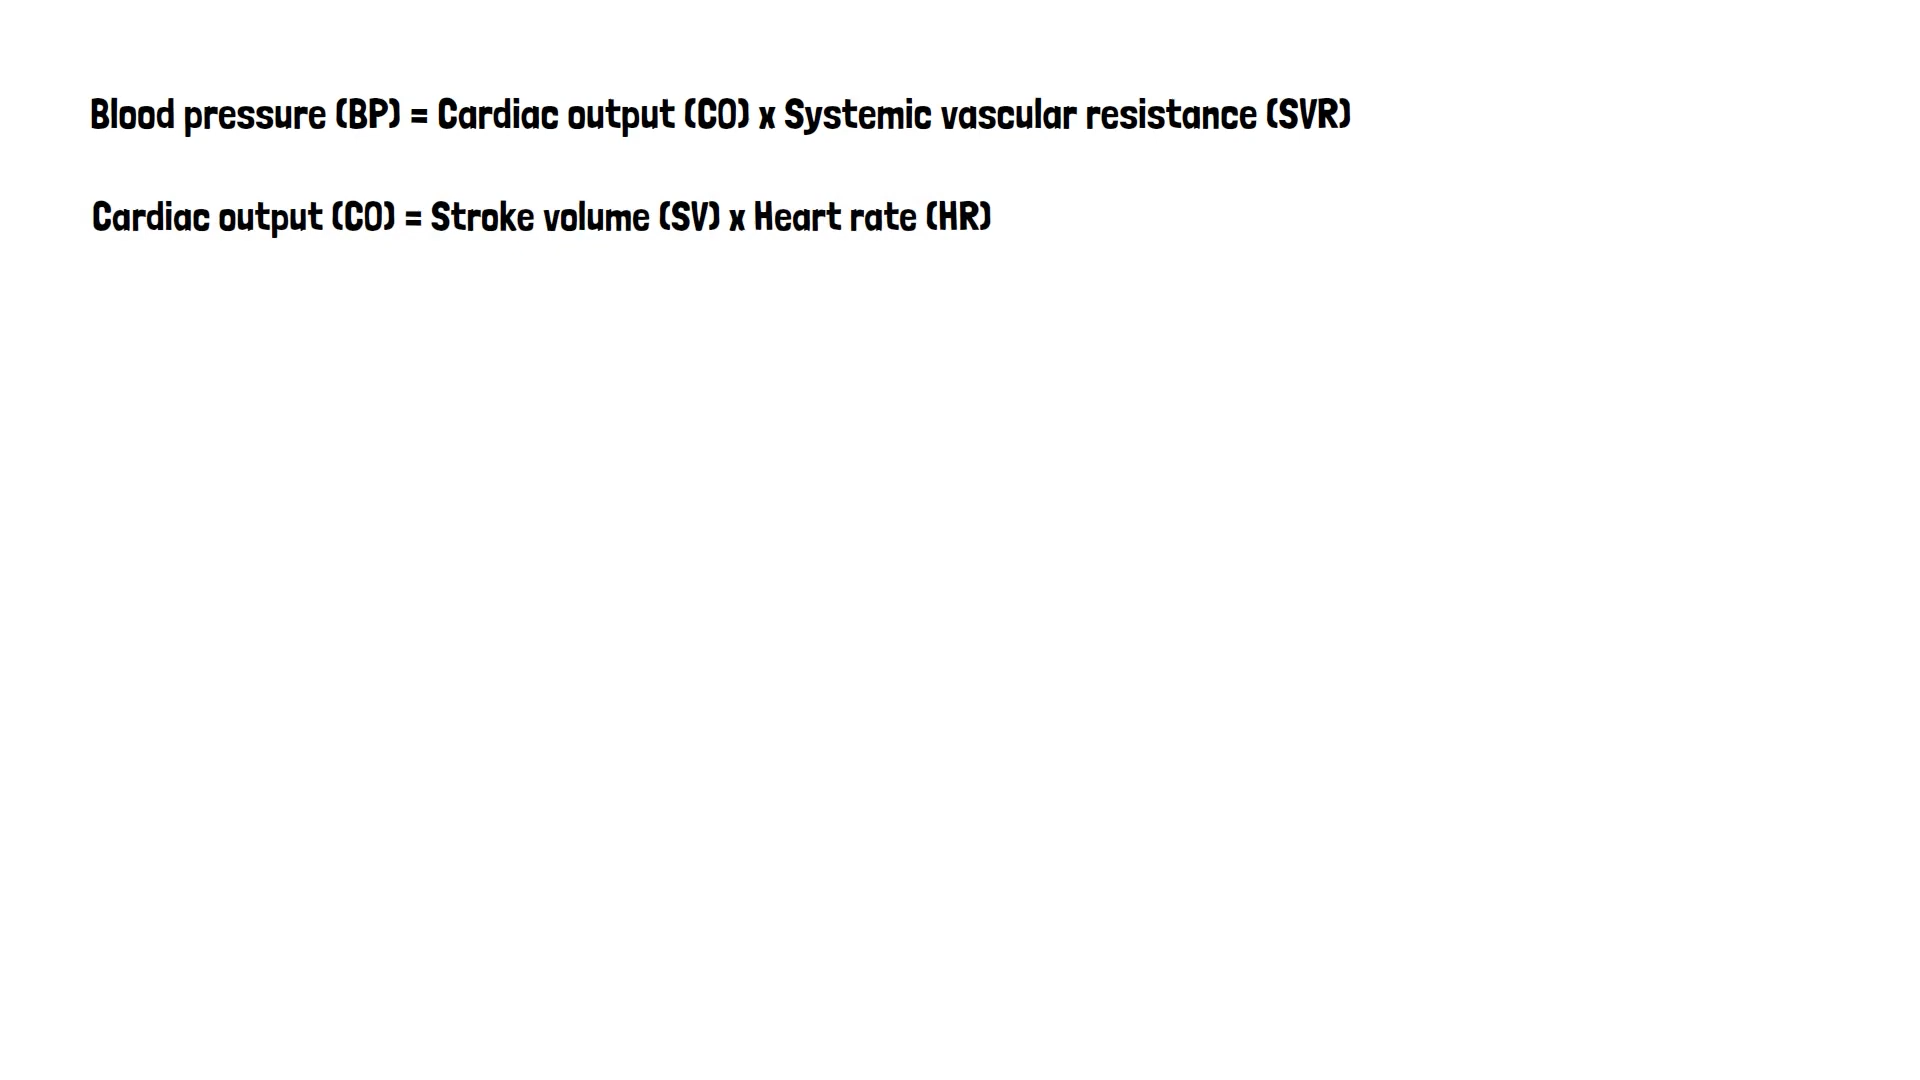 Blood pressure (BP) = Cardiac output (CO) x Systemic vascular resistance (SVR)
Cardiac output (CO) = Stroke volume (SV) x Heart rate (HR)